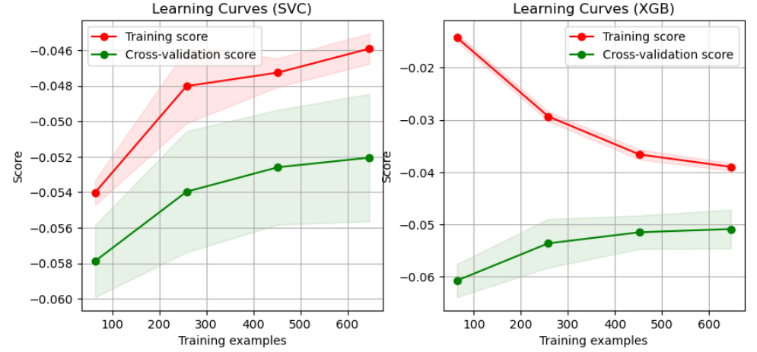 Learning Curves (SVC)
Training score
Cross-validation score
−0.046
−0.048
−0.050
−0.052
−0.054
−0.056
−0.058
−0.060
Score
100
200
300
400
500
600
Training examples
Learning Curves (XGB)
Training score
Cross-validation score
−0.02
−0.03
−0.04
−0.05
−0.06
Score
100
200
300
400
500
600
Training examples